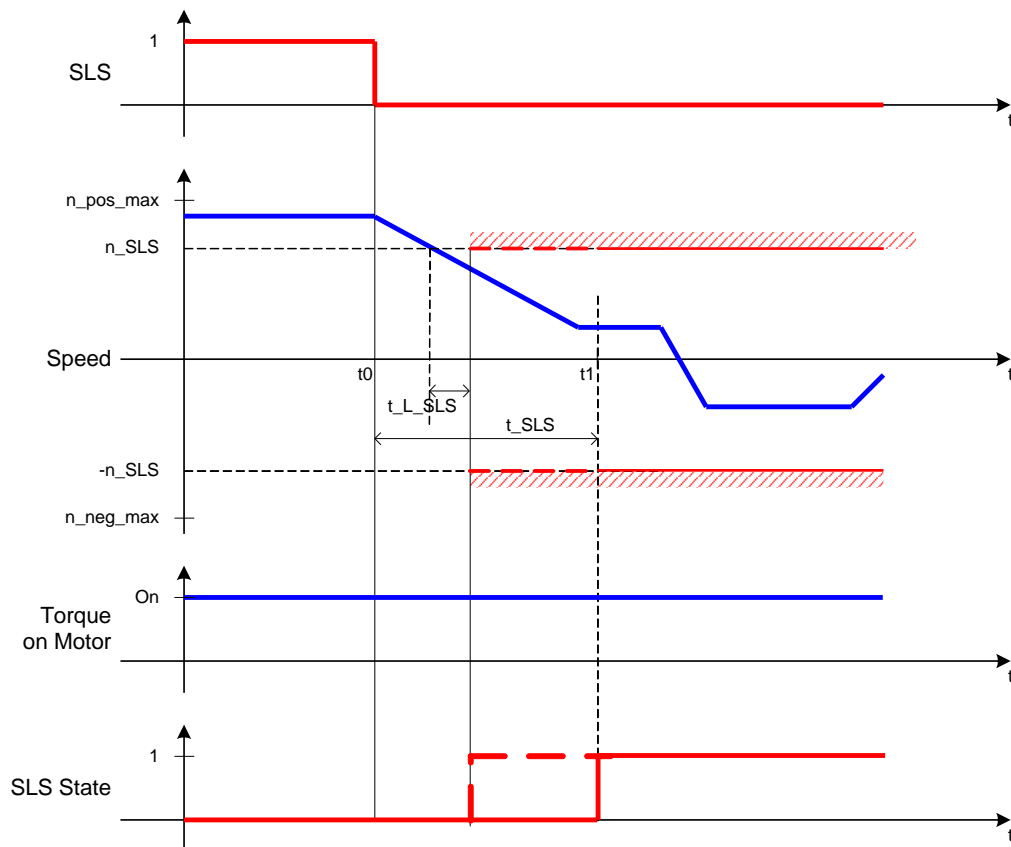 1
SLS
t
n_pos_max
n_SLS
Speed
t0
t1
t
t_L_SLS
t_SLS
-n_SLS
n_neg_max
On
Torque
on Motor
t
1
SLS State
t